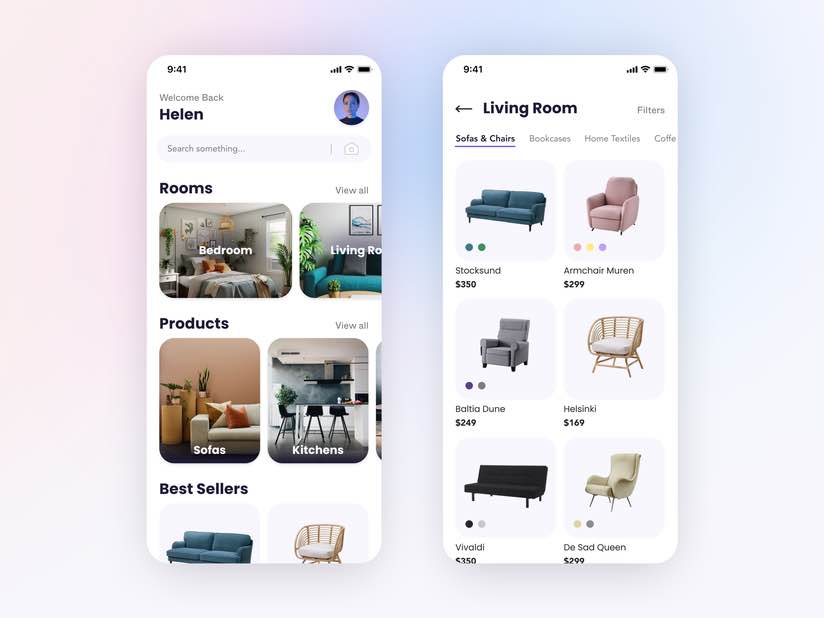 9:41
Welcome Back
Helen
Search something...
Rooms
View all
Bedroom
Living Ro
Products
View all
Sofas
Kitchens
Best Sellers
9:41
Living Room
Filters
Sofas & Chairs
Bookcases
Home Textiles
Coffe
Stocksund
$350
Armchair Muren
$299
Baltia Dune
$249
Helsinki
$169
Vivaldi
$350
De Sad Queen
$299